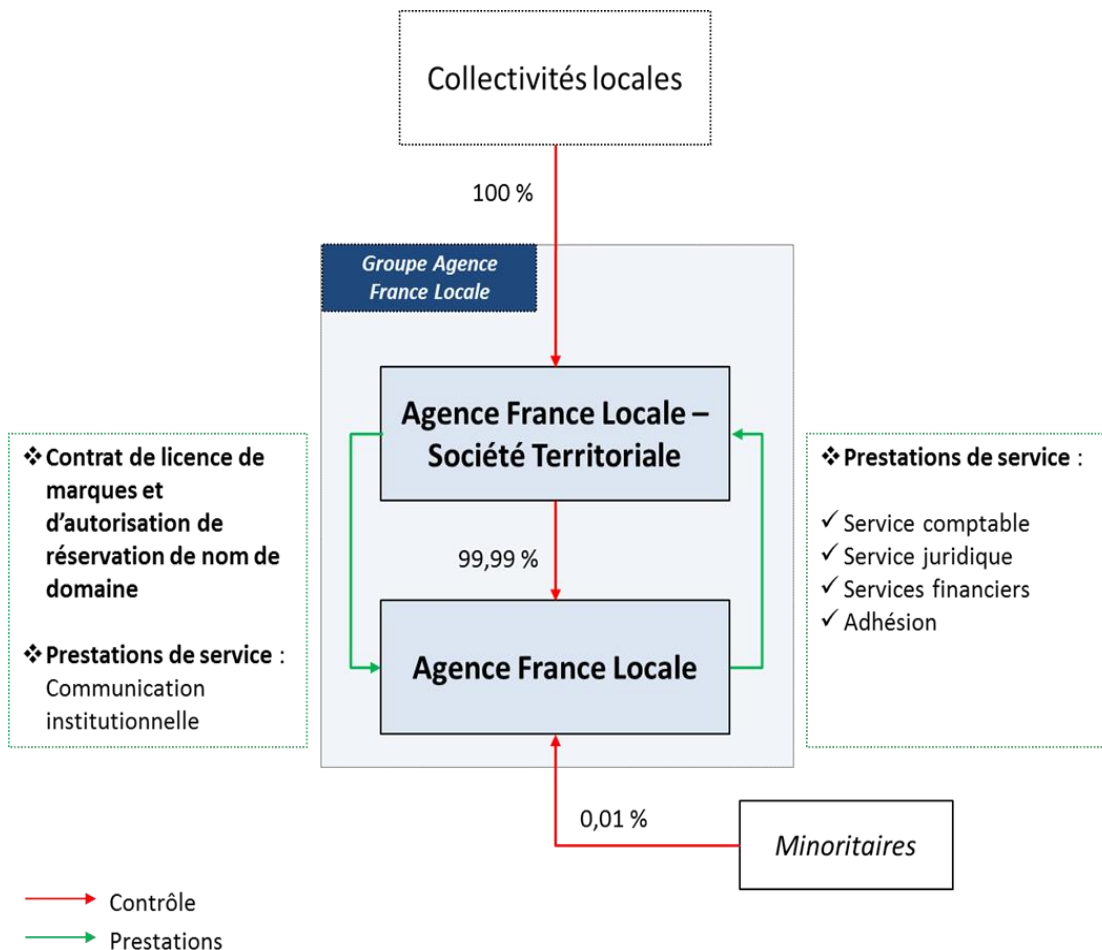 Collectivités locales
100 %
Groupe Agence
France Locale
Agence France Locale –
Société Territoriale
❖Contrat de licence de
marques et
d’autorisation de
réservation de nom de
domaine
❖Prestations de service :
Communication
institutionnelle
99,99 %
❖Prestations de service :
✓ Service comptable
✓ Service juridique
✓ Services financiers
✓ Adhésion
Agence France Locale
0,01 %
Minoritaires
Contrôle
Prestations